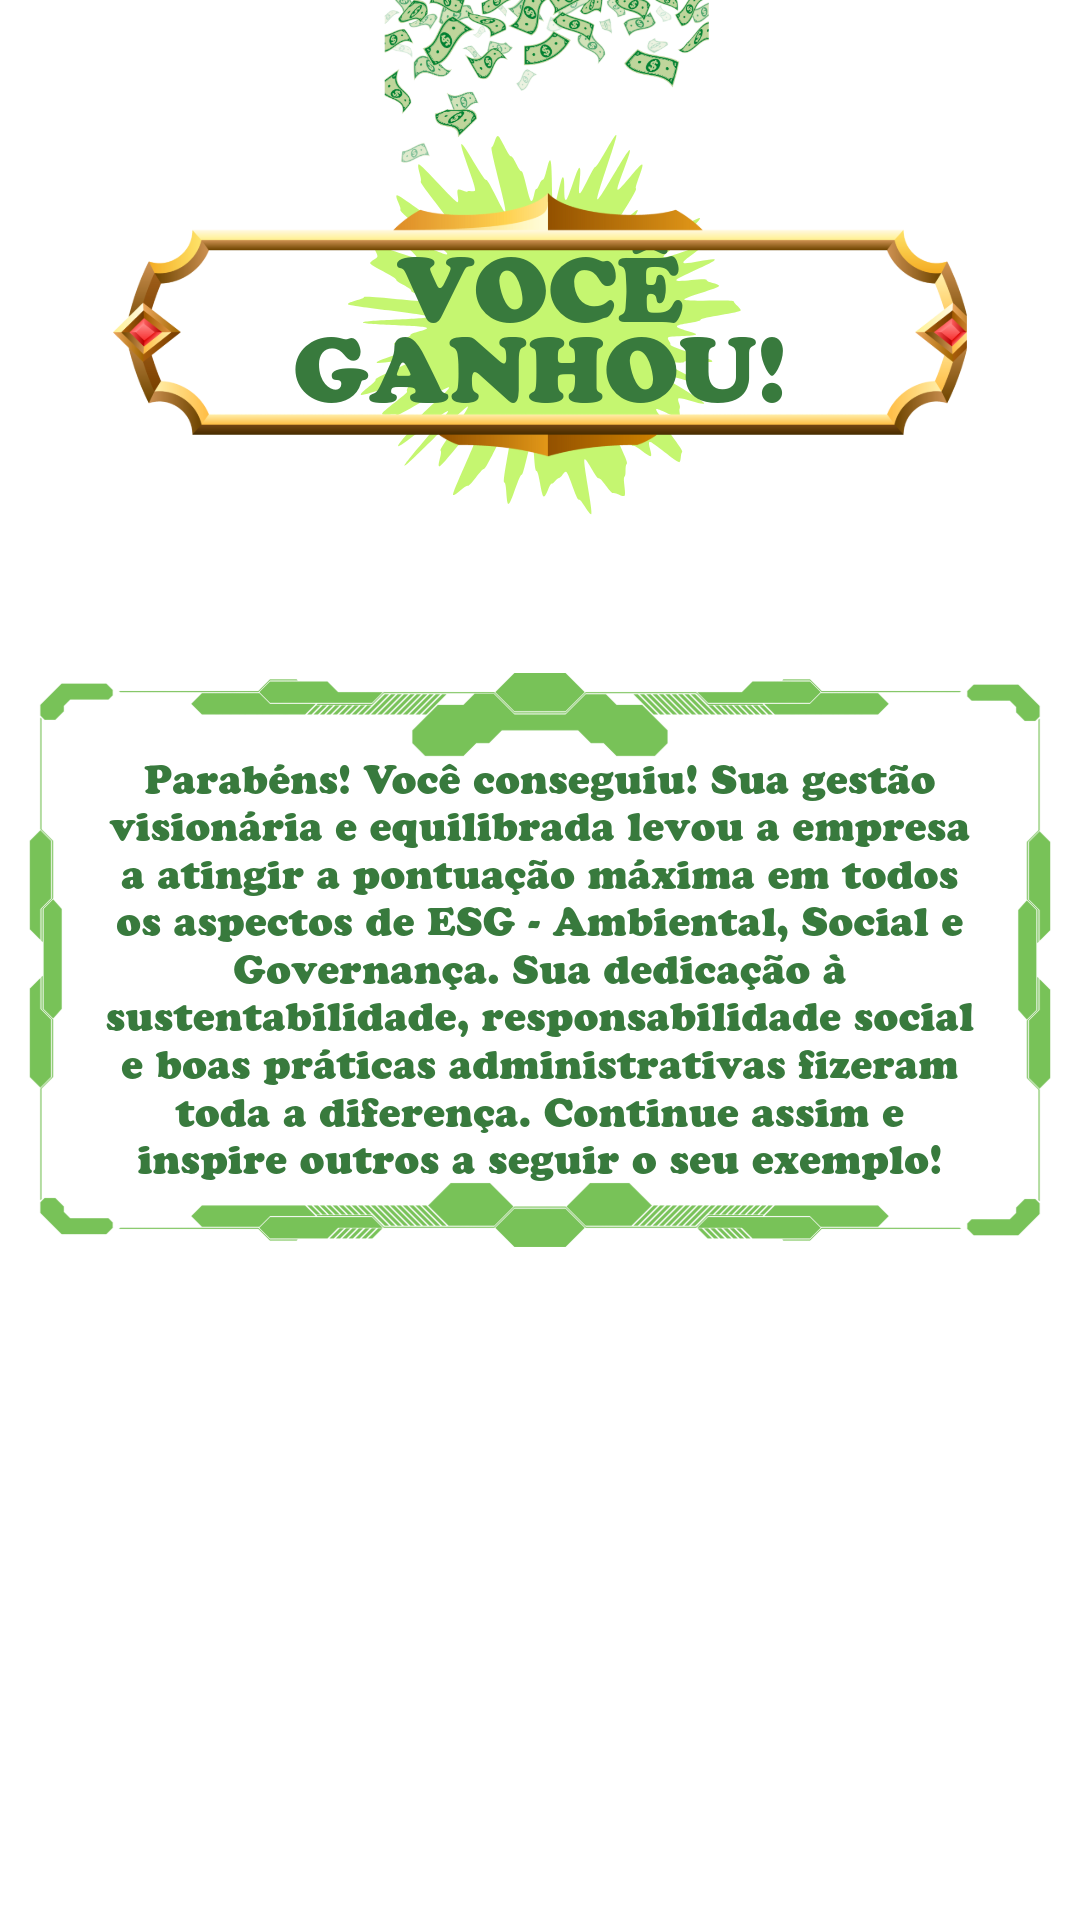 VOCÊ
GANHOU!
Parabéns! Você conseguiu! Sua gestão
visionária e equilibrada levou a empresa
a atingir a pontuação máxima em todos
os aspectos de ESG - Ambiental, Social e
Governança. Sua dedicação à
sustentabilidade, responsabilidade social
e boas práticas administrativas fizeram
toda a diferença. Continue assim e
inspire outros a seguir o seu exemplo!